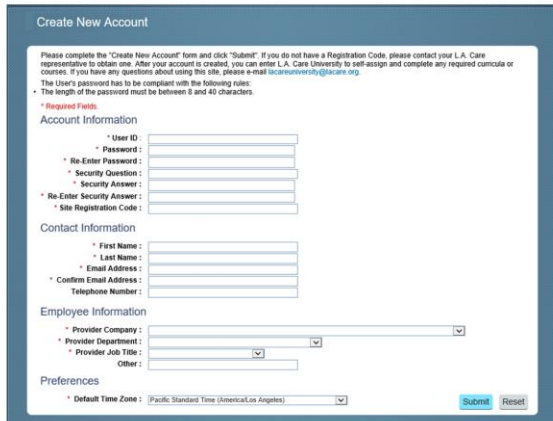 Create New Account
Please complete the "Create New Account" form and click "Submit". If you do not have a Registration Code, please contact your L.A. Care
representative to obtain one. After your account is created, you can enter L.A. Care University to self-assign and complete any required curricula or
courses. If you have any questions about using this site, please e-mail lacareuniversity@lacare.org.
The User's password has to be compliant with the following rules:
• The length of the password must be between 8 and 40 characters.
* Required Fields.
Account Information
* User ID :
* Password :
* Re-Enter Password :
* Security Question :
* Security Answer :
* Re-Enter Security Answer :
* Site Registration Code :
Contact Information
* First Name :
* Last Name :
* Email Address :
* Confirm Email Address :
Telephone Number :
Employee Information
* Provider Company :
* Provider Department :
* Provider Job Title :
Other :
Preferences
* Default Time Zone : Pacific Standard Time (America/Los Angeles)
Submit Reset